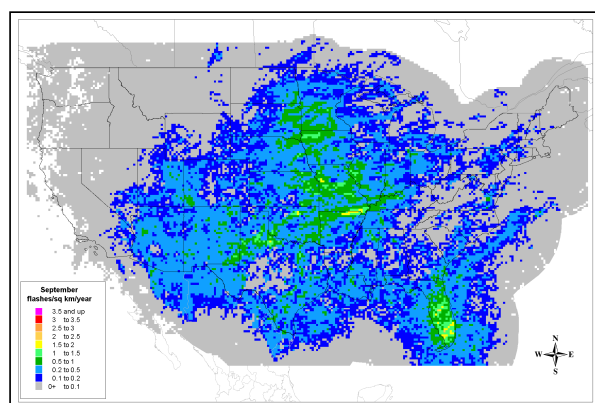 September
flashes/sq km/year
3.5 and up
3 to 3.5
2.5 to 3
2 to 2.5
1.5 to 2
1 to 1.5
0.5 to 1
0.2 to 0.5
0.1 to 0.2
0+ to 0.1
N
W E
S